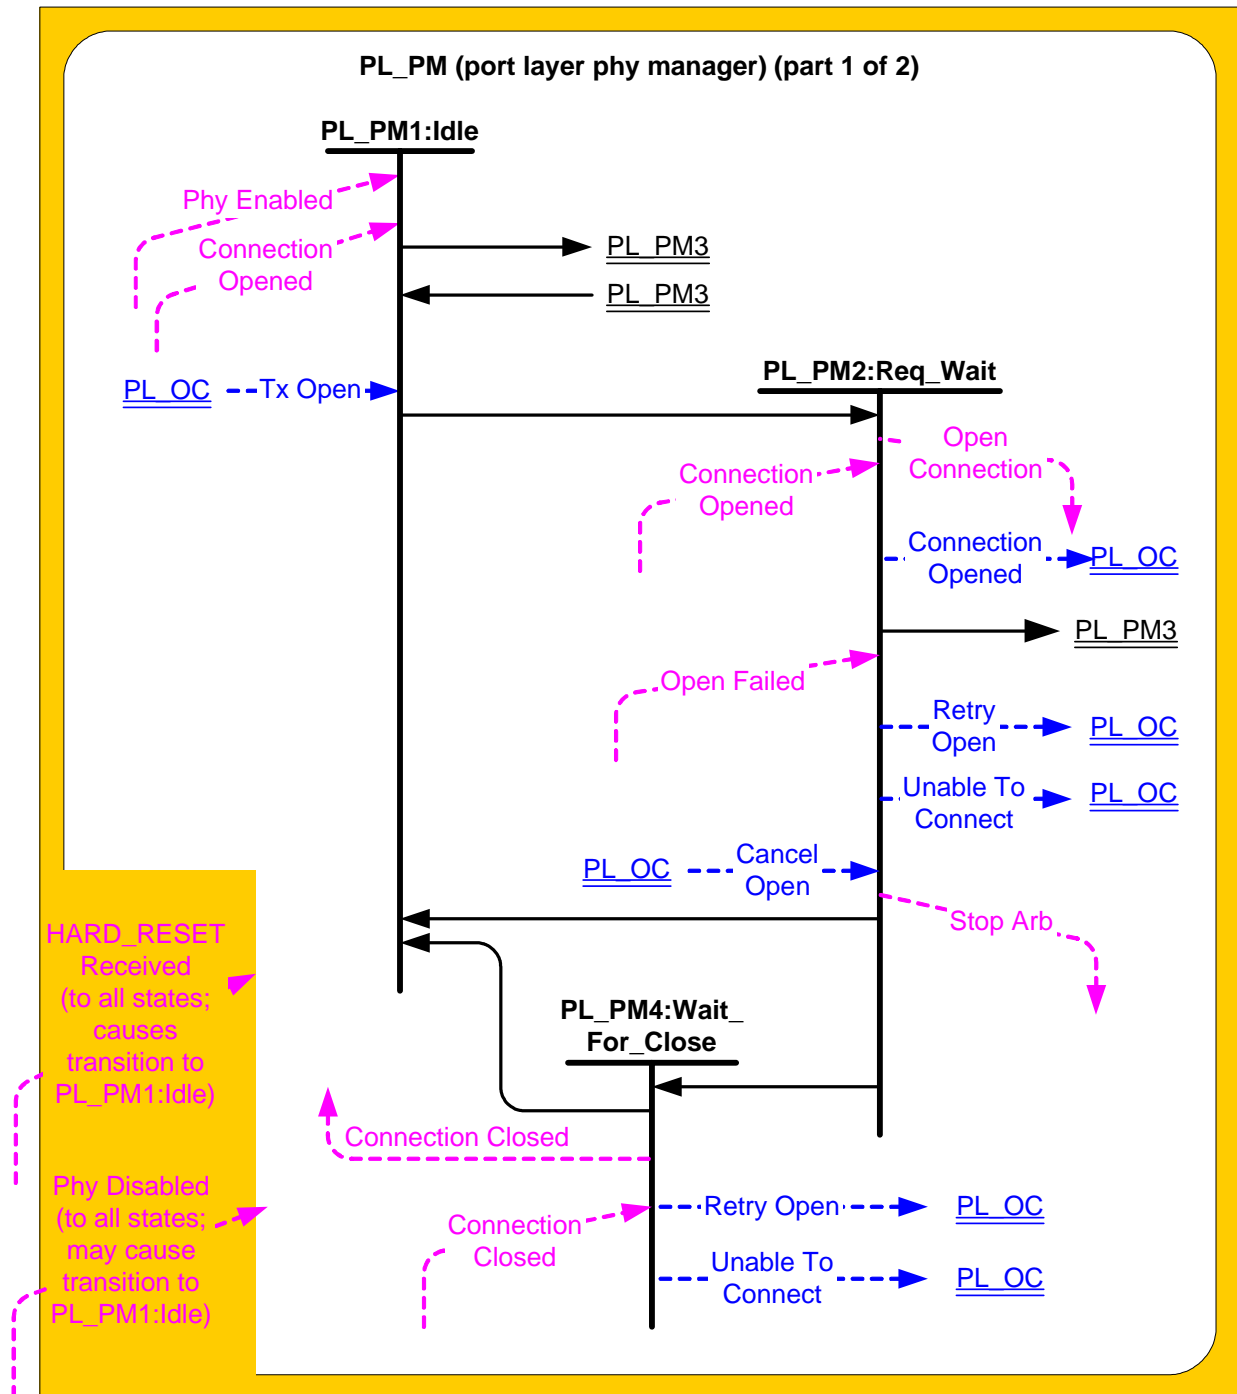 PL_PM (port layer phy manager) (part 1 of 2)
PL_PM1:Idle
Phy Enabled
Connection
Opened
PL_PM3
PL_PM3
PL_OC
Tx Open
PL_PM2:Req_Wait
Open
Connection
Connection
Opened
Connection
Opened
PL_OC
PL_PM3
Open Failed
Retry
Open
PL_OC
Unable To
Connect
PL_OC
PL_OC
Cancel
Open
Stop Arb
HARD_RESET
Received
(to all states;
causes
transition to
PL_PM1:Idle)
PL_PM4:Wait_
For_Close
Connection Closed
Phy Disabled
(to all states;
may cause
transition to
PL_PM1:Idle)
Connection
Closed
Retry Open
PL_OC
Unable To
Connect
PL_OC